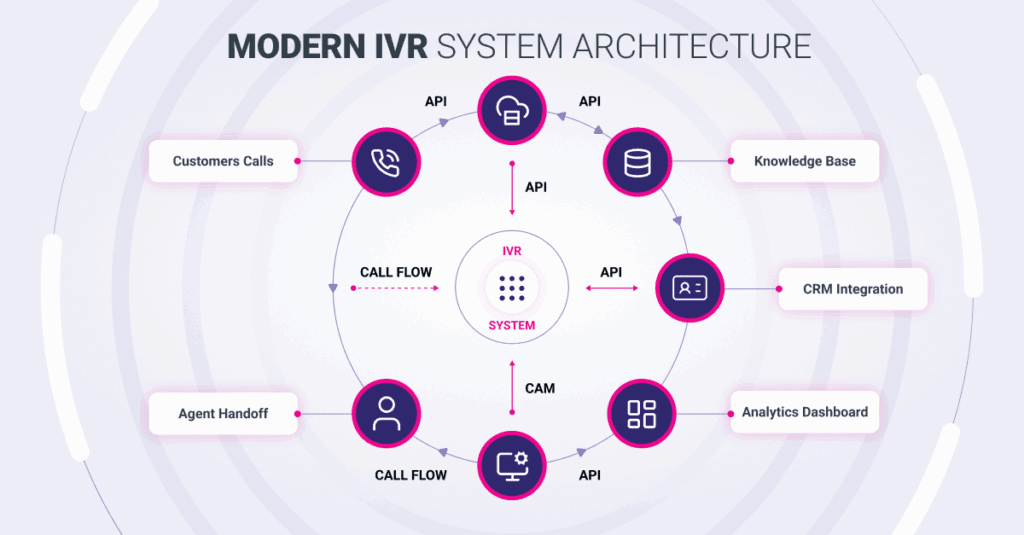 MODERN IVR SYSTEM ARCHITECTURE
API
API
Customers Calls
Knowledge Base
API
IVR
CALL FLOW
API
CRM Integration
SYSTEM
CAM
Agent Handoff
Analytics Dashboard
CALL FLOW
API